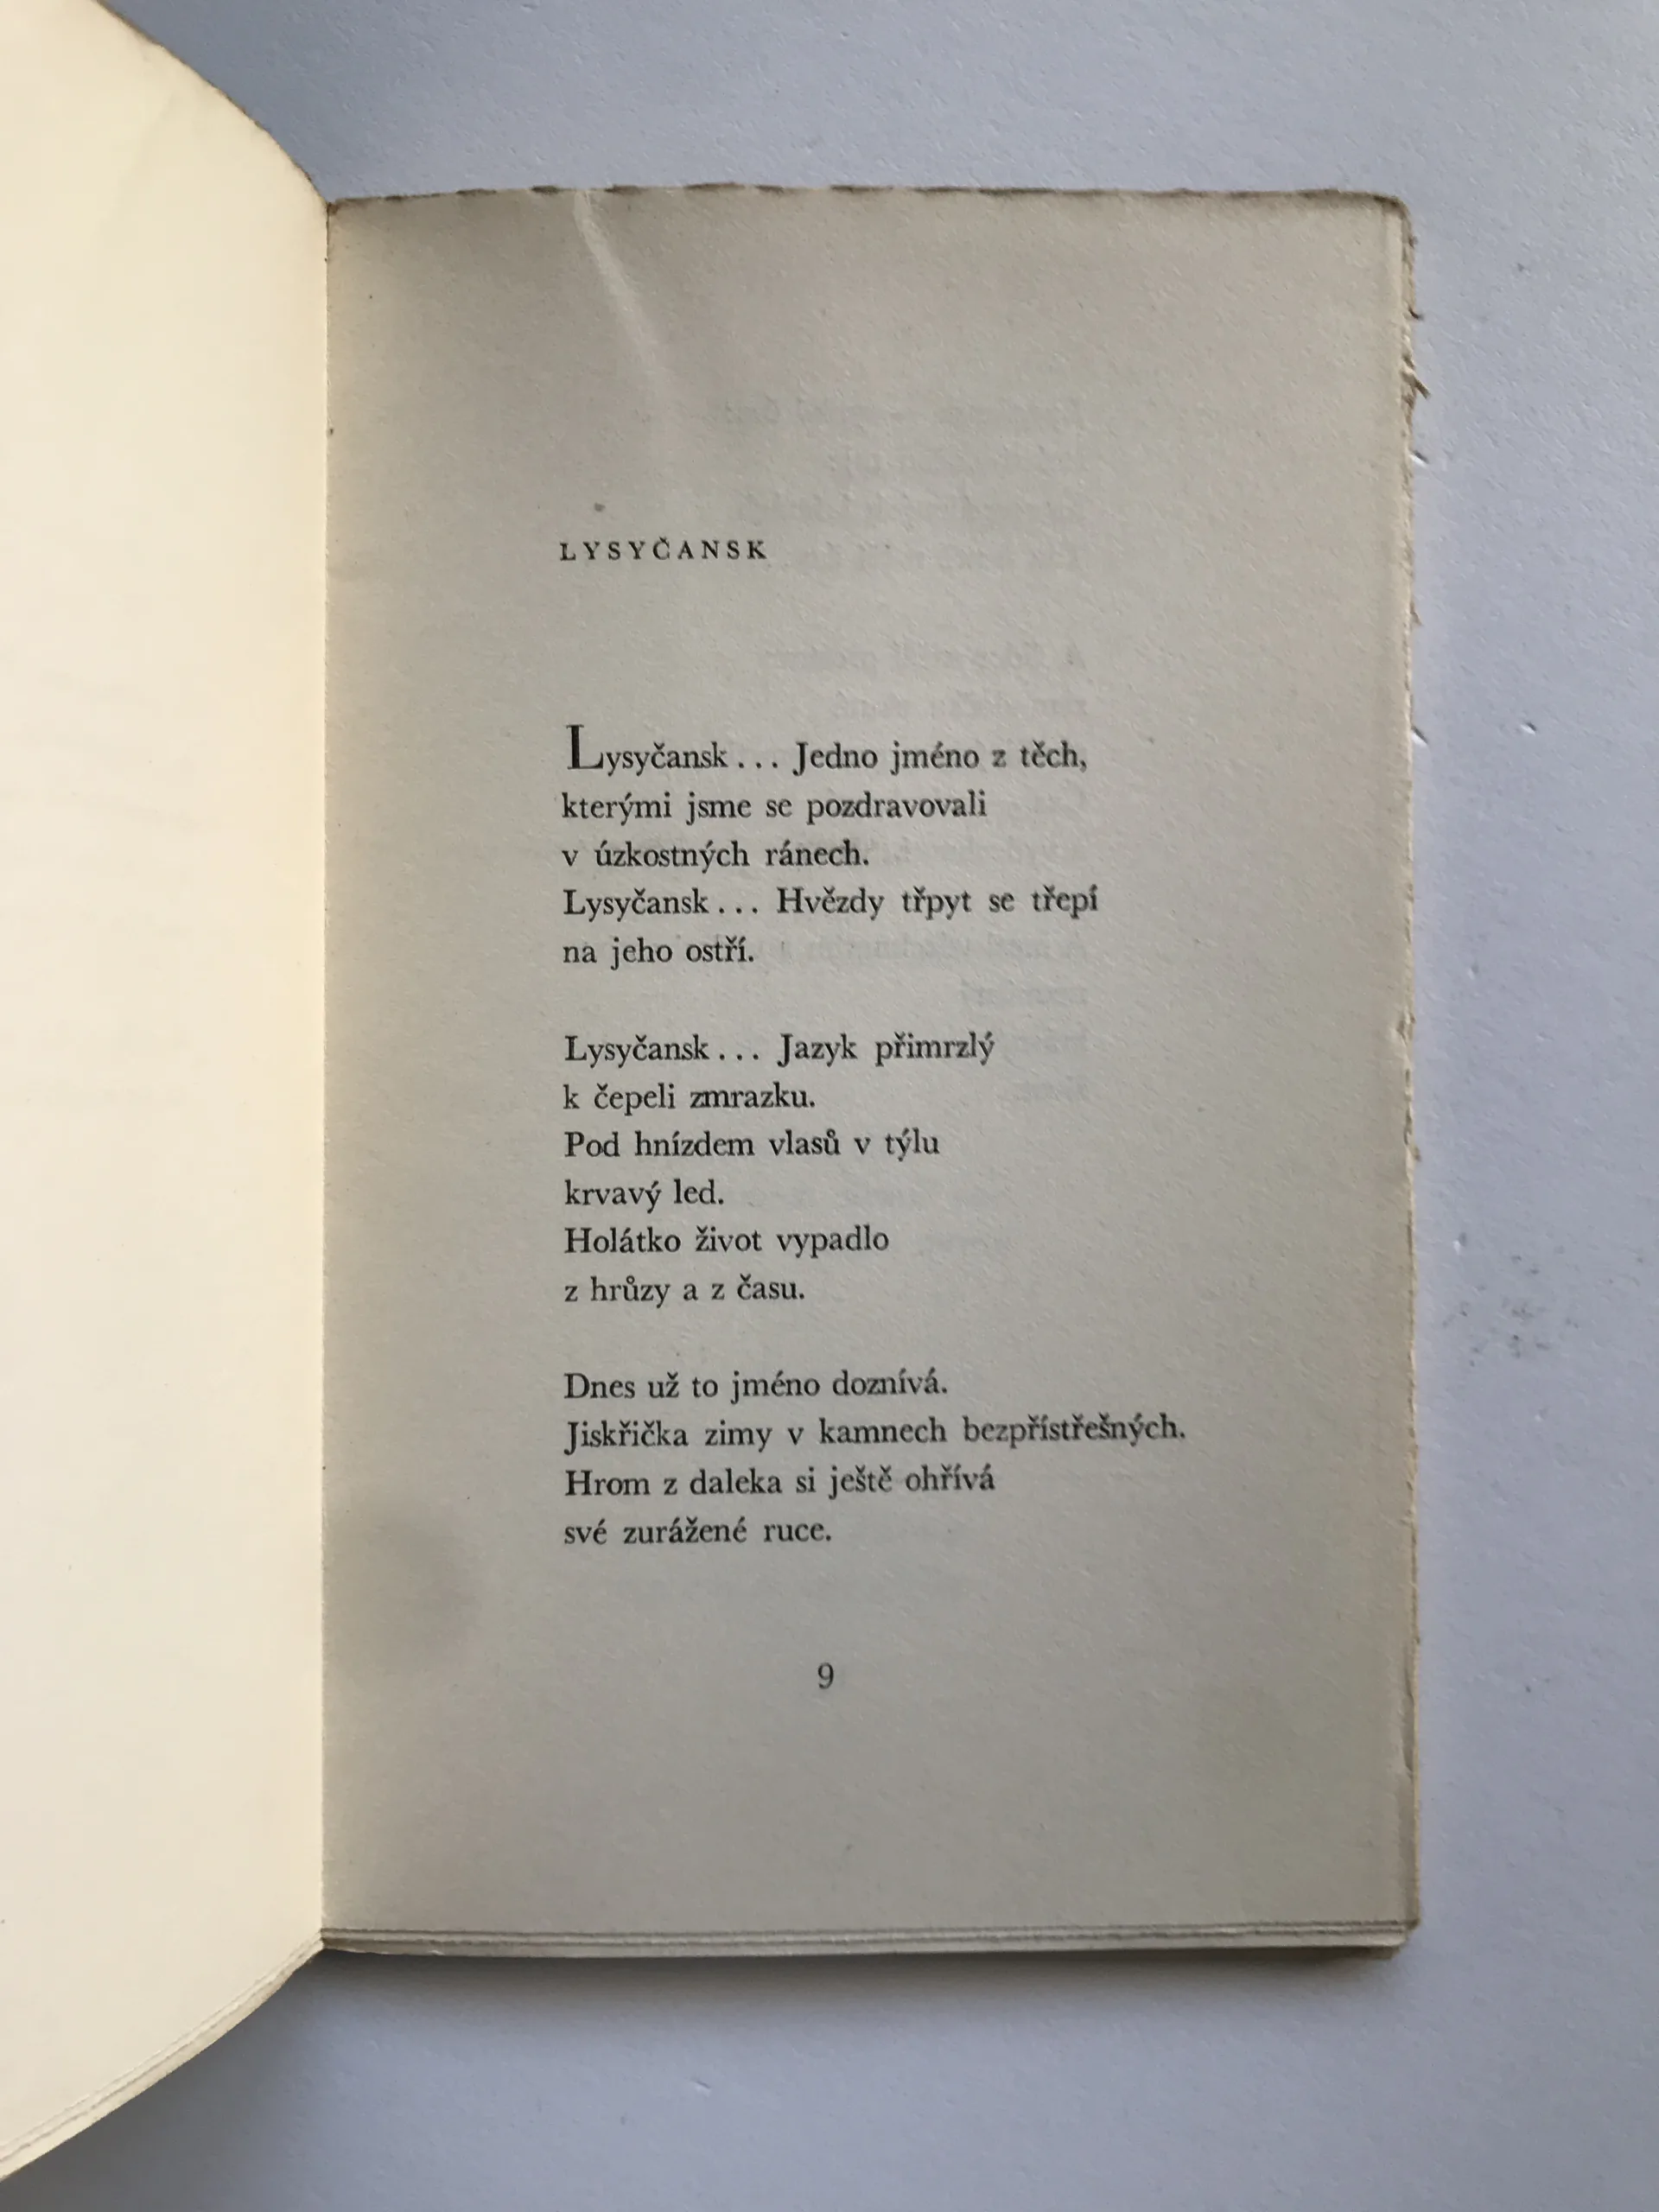 LYSYČANSK
Lysyčansk... Jedno jméno z těch,
kterými jsme se pozdravovali
v úzkostných ránech.
Lysyčansk... Hvězdy třpyt se třepí
na jeho ostří.
Lysyčansk... Jazyk přimrzlý
k čepeli zmrazku.
Pod hnízdem vlasů v týlu
krvavý led.
Holátko život vypadlo
z hrůzy a z času.
Dnes už to jméno doznívá.
Jiskřička zimy v kamnech bezpřístřešných.
Hrom z daleka si ještě ohřívá
své zurážené ruce.
9